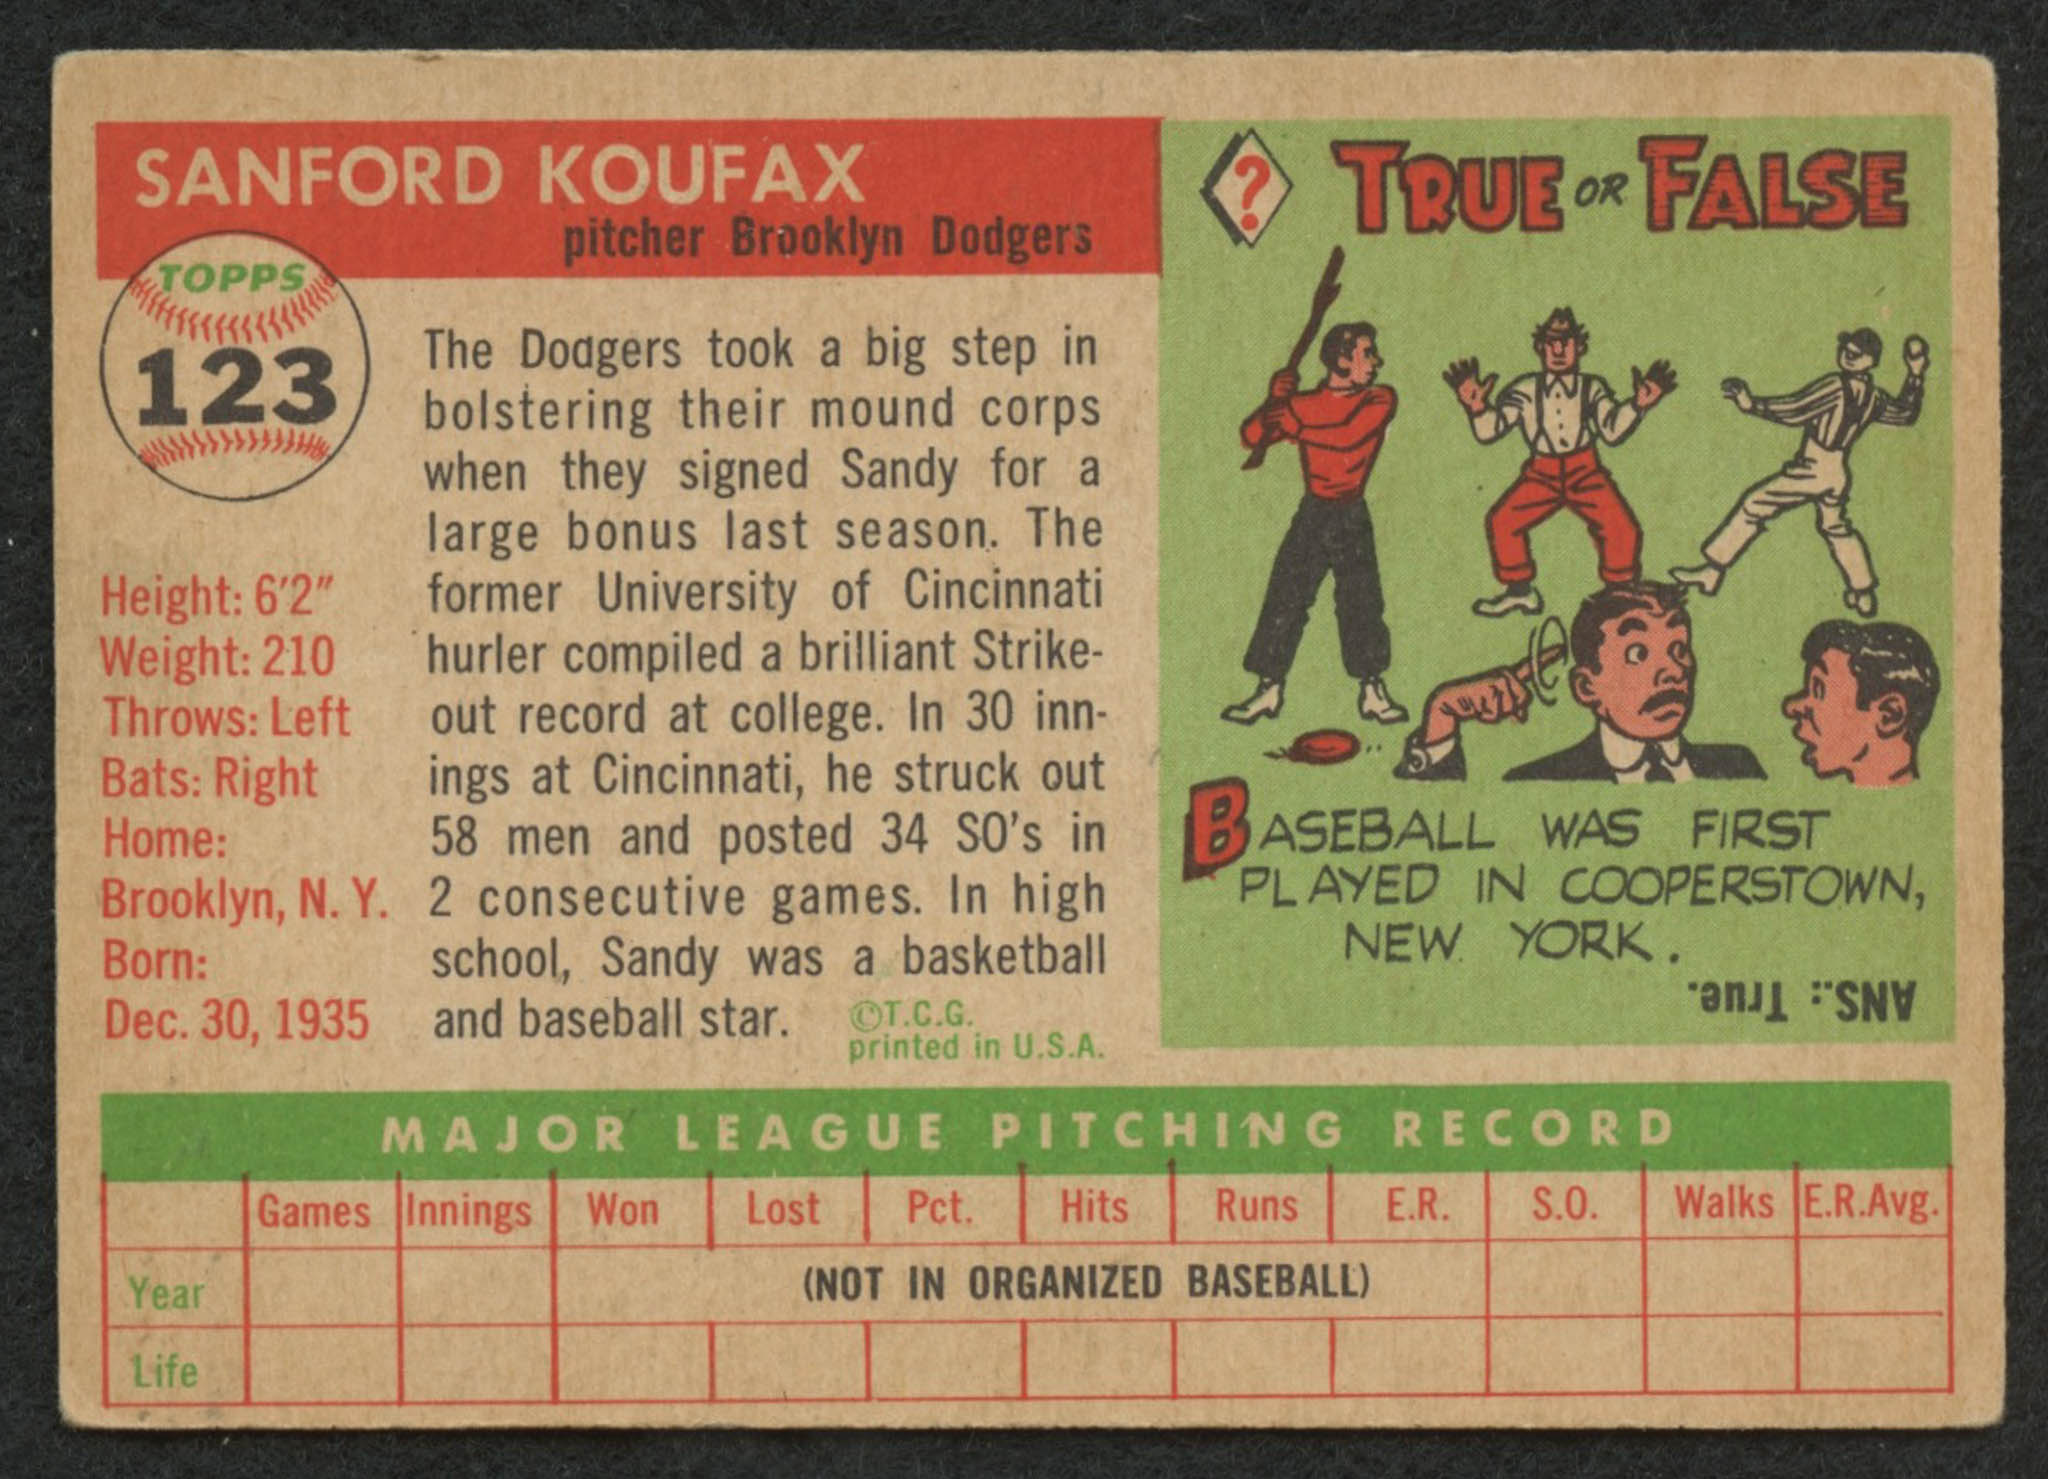 SANFORD KOUFAX
pitcher Brooklyn Dodgers
TOPPS
123
Height: 6'2"
Weight: 210
Throws: Left
Bats: Right
Home:
Brooklyn, N. Y.
Born:
Dec. 30, 1935
The Dodgers took a big step in
bolstering their mound corps
when they signed Sandy for a
large bonus last season. The
former University of Cincinnati
hurler compiled a brilliant Strike-
out record at college. In 30 inn-
ings at Cincinnati, he struck out
58 men and posted 34 SO's in
2 consecutive games. In high
school, Sandy was a basketball
and baseball star.
©T.C.G.
printed in U.S.A.
?
TRUE OR FALSE
BASEBALL WAS FIRST
PLAYED IN COOPERSTOWN,
NEW YORK.
ANS.: True.
MAJOR LEAGUE PITCHING RECORD
Games Innings Won Lost Pct. Hits Runs E.R. S.O. Walks E.R.Avg.
Year (NOT IN ORGANIZED BASEBALL)
Life